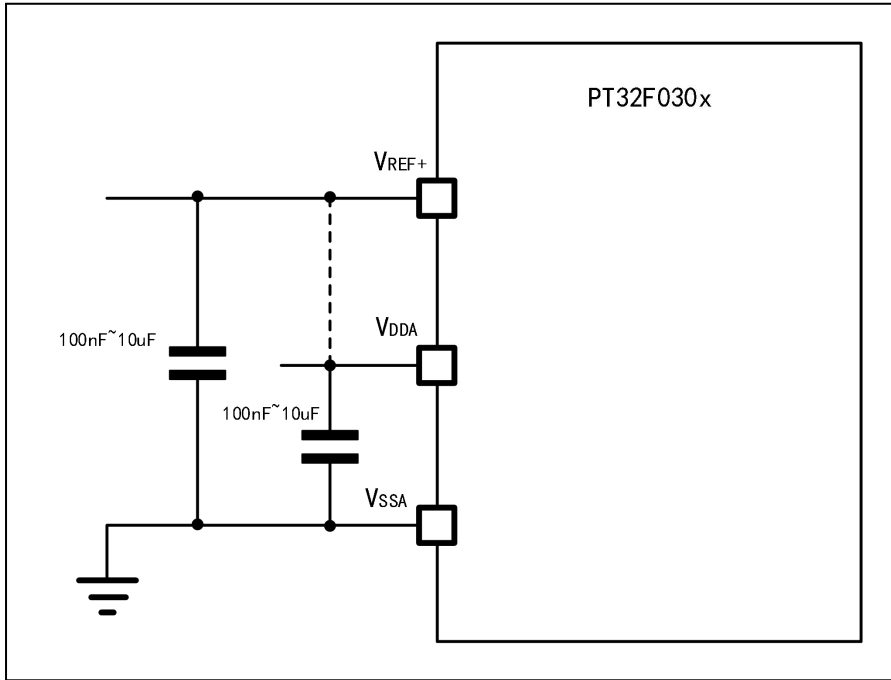 PT32F030x
VREF+
100nF~10uF
VDDA
100nF~10uF
VSSA